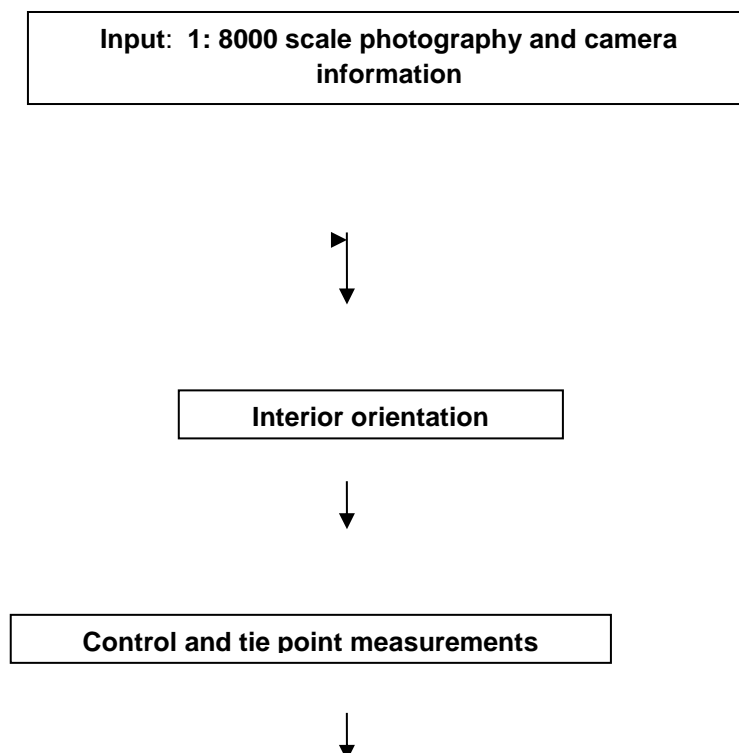 Input:  1: 8000 scale photography and camera
information
Interior orientation
Control and tie point measurements